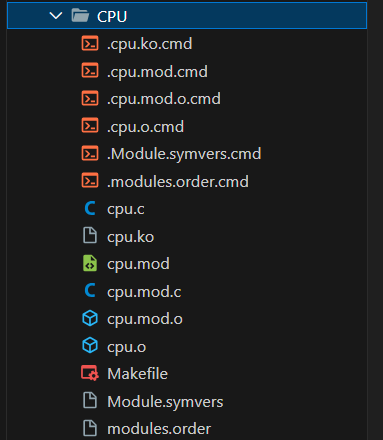 CPU
.cpu.ko.cmd
.cpu.mod.cmd
.cpu.mod.o.cmd
.cpu.o.cmd
.Module.symvers.cmd
.modules.order.cmd
cpu.c
cpu.ko
cpu.mod
cpu.mod.c
cpu.mod.o
cpu.o
Makefile
Module.symvers
modules.order